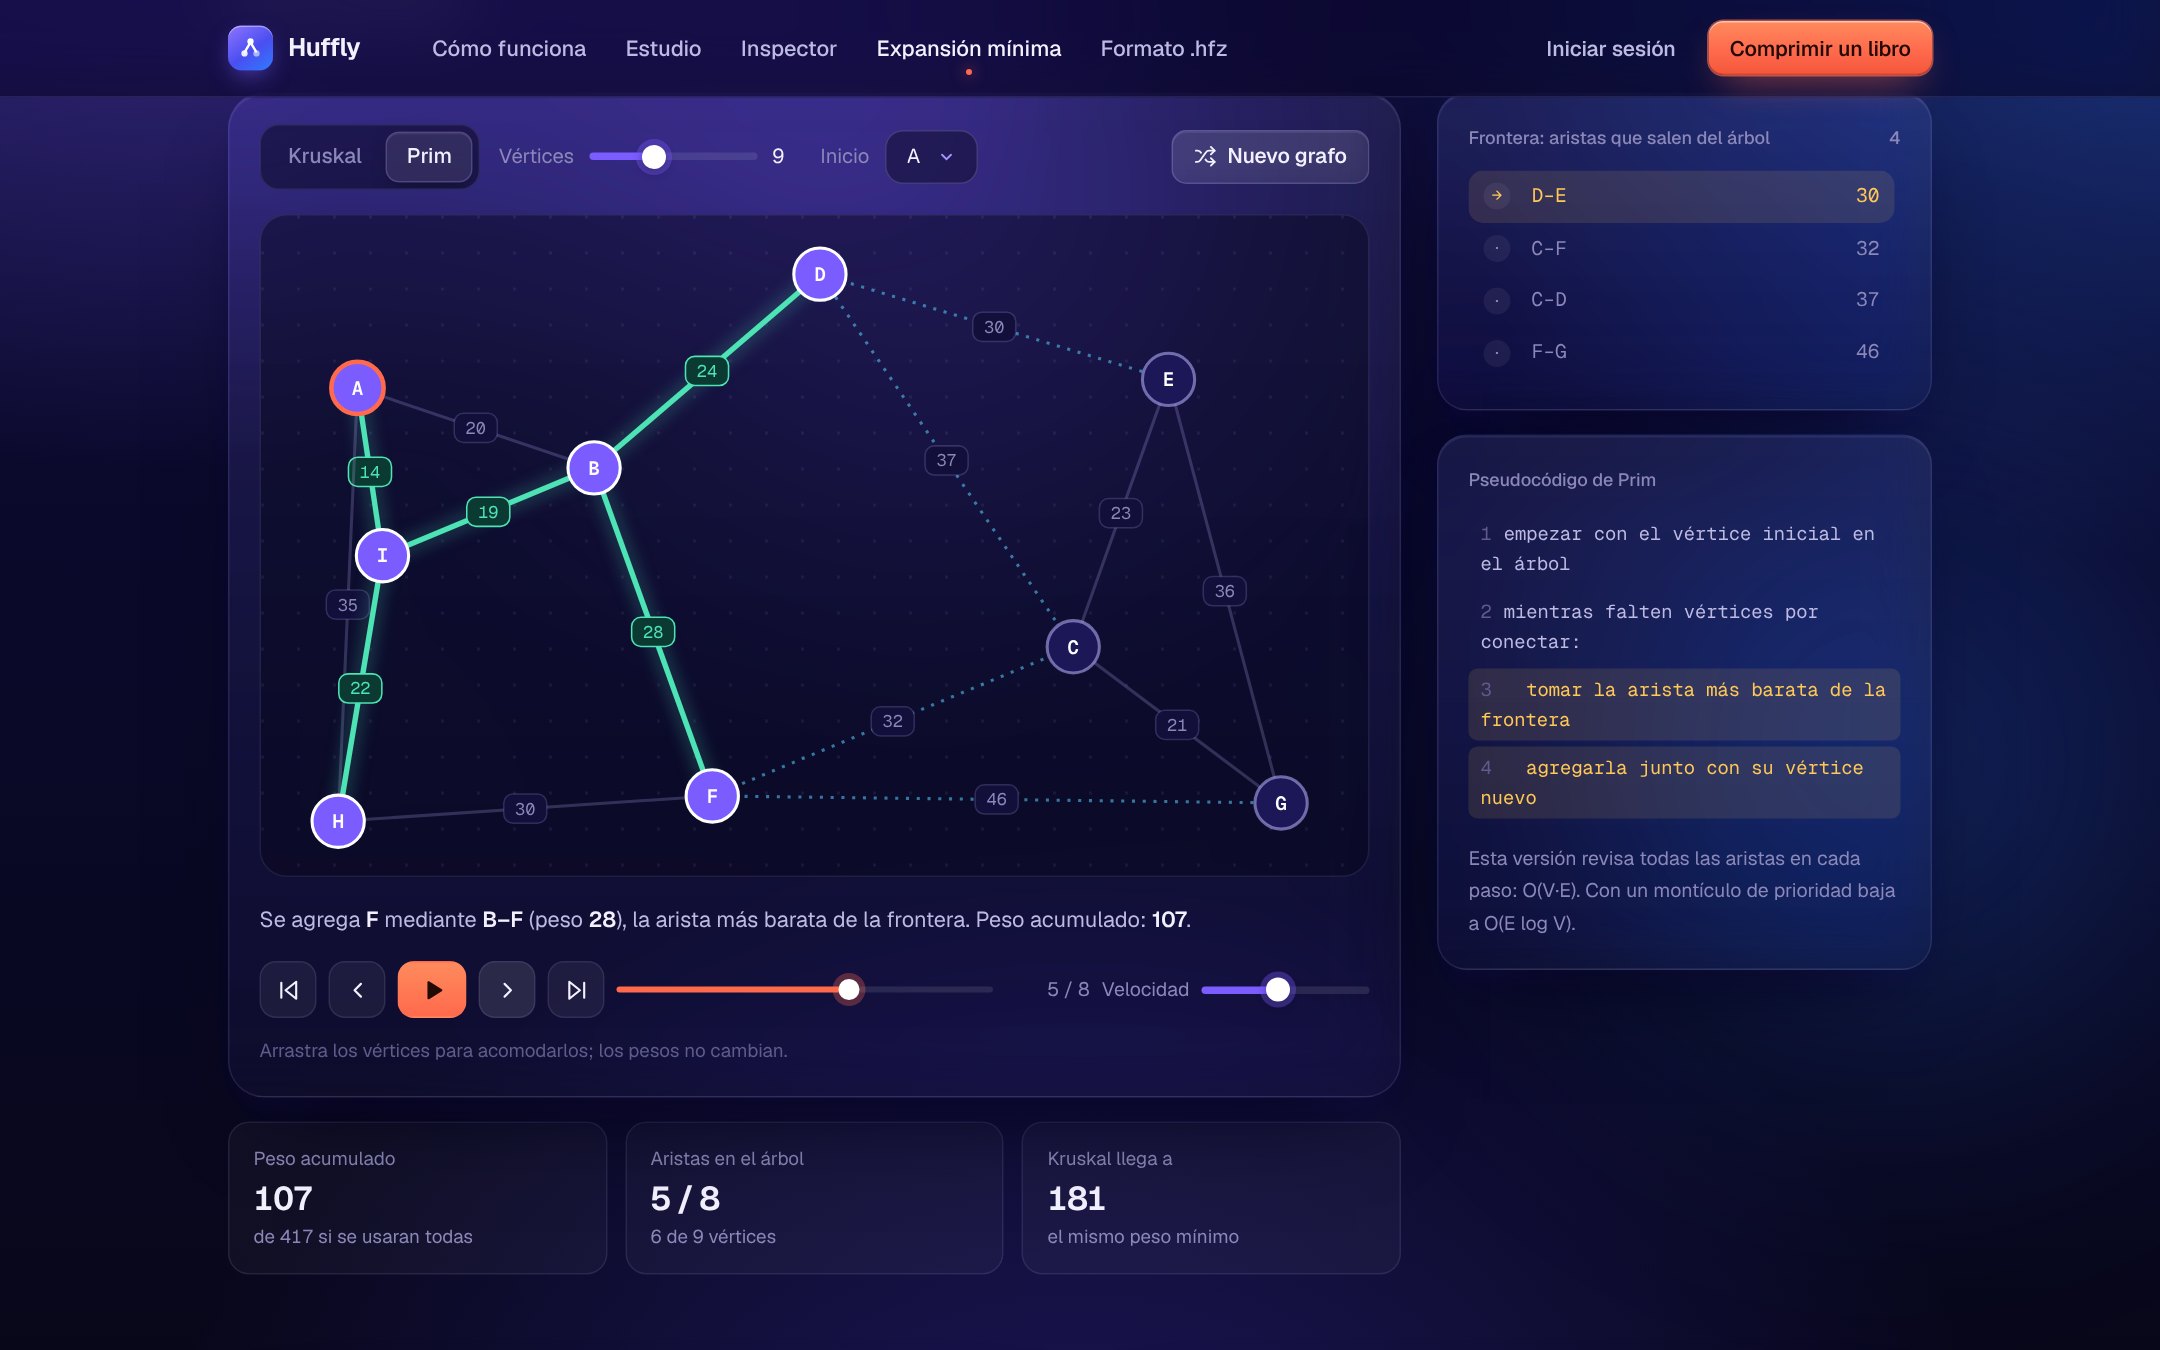 Huffly
Cómo funciona
Estudio
Inspector
Expansión mínima
Formato .hfz
Iniciar sesión
Comprimir un libro
Kruskal
Prim
Vértices
9
Inicio
A
Nuevo grafo
D
30
E
24
A
20
37
B
14
23
19
I
36
35
28
C
22
32
21
F
46
G
H
30
Se agrega F mediante B–F (peso 28), la arista más barata de la frontera. Peso acumulado: 107.
5 / 8
Velocidad
Arrastra los vértices para acomodarlos; los pesos no cambian.
Peso acumulado
107
de 417 si se usaran todas
Aristas en el árbol
5 / 8
6 de 9 vértices
Kruskal llega a
181
el mismo peso mínimo
Frontera: aristas que salen del árbol 4
D–E 30
C–F 32
C–D 37
F–G 46
Pseudocódigo de Prim
1 empezar con el vértice inicial en
el árbol
2 mientras falten vértices por
conectar:
3 tomar la arista más barata de la
frontera
4 agregarla junto con su vértice
nuevo
Esta versión revisa todas las aristas en cada
paso: O(V·E). Con un montículo de prioridad baja
a O(E log V).